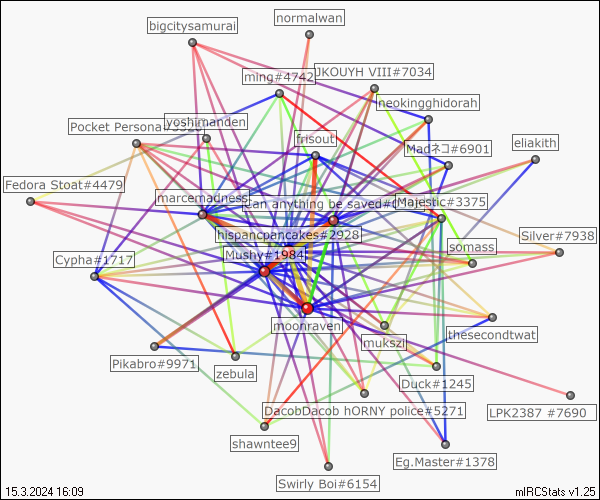 normalwan
bigcitysamurai
JKOUYH VIII#7034
ming#4742
neokingghidorah
yoshimanden
Pocket Persona
frisout
eliakith
Madネコ#6901
Fedora Stoat#4479
marcemadness
can anything be saved
Majestic#3375
hispancpancakes#2928
Silver#7938
somass
Mushy#1984
Cypha#1717
moonraven
thesecondtwat
mukszi
Pikabro#9971
zebula
Duck#1245
LPK2387 #7690
DacobDacob hORNY police#5271
shawntee9
Eg.Master#1378
Swirly Boi#6154
15.3.2024 16:09
mIRCStats v1.25